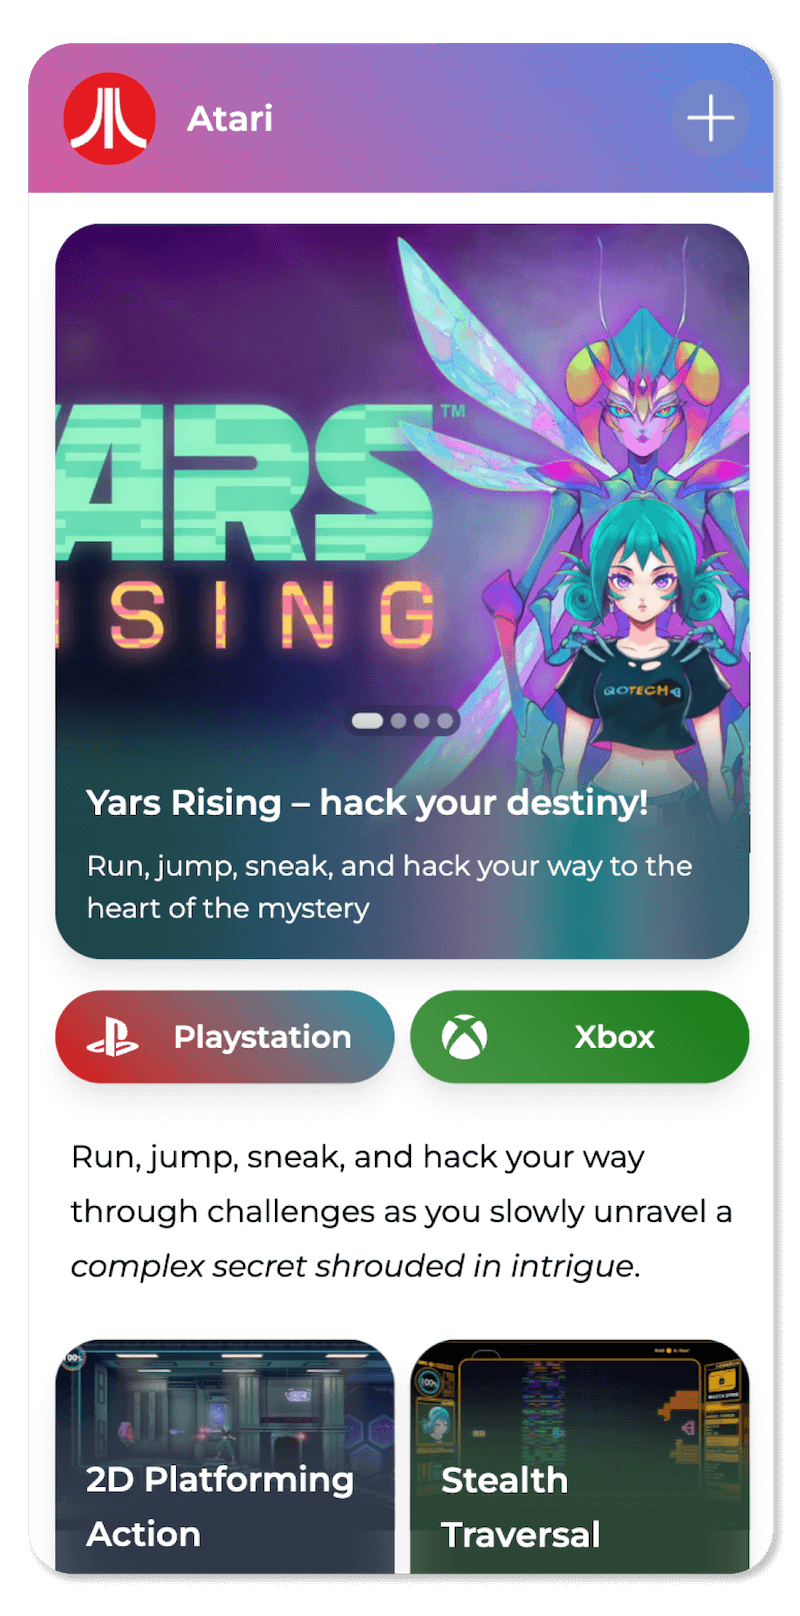 Atari
ARS™
ISING
QOTECH
Yars Rising – hack your destiny!
Run, jump, sneak, and hack your way to the
heart of the mystery
Playstation
Xbox
Run, jump, sneak, and hack your way
through challenges as you slowly unravel a
complex secret shrouded in intrigue.
100%
100%
2D Platforming
Action
Stealth
Traversal